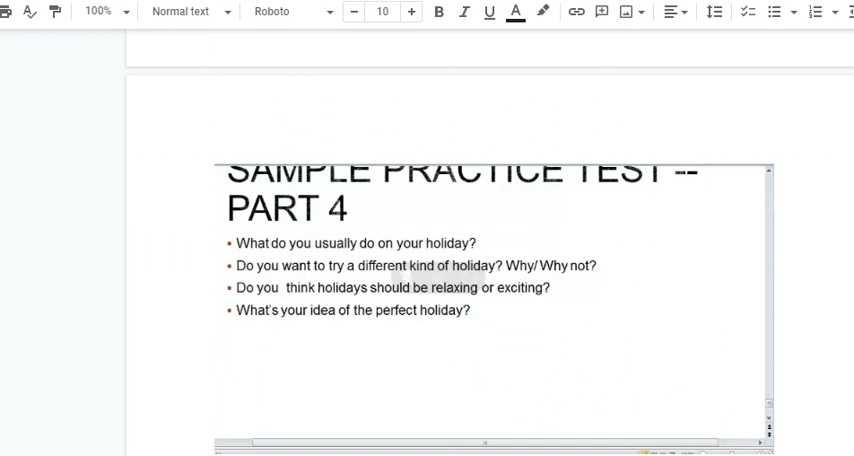 100% Normal text Roboto − 10 + B I U A
SAMPLE PRACTICE TEST --
PART 4
▪ What do you usually do on your holiday?
▪ Do you want to try a different kind of holiday? Why/ Why not?
▪ Do you think holidays should be relaxing or exciting?
▪ What's your idea of the perfect holiday?